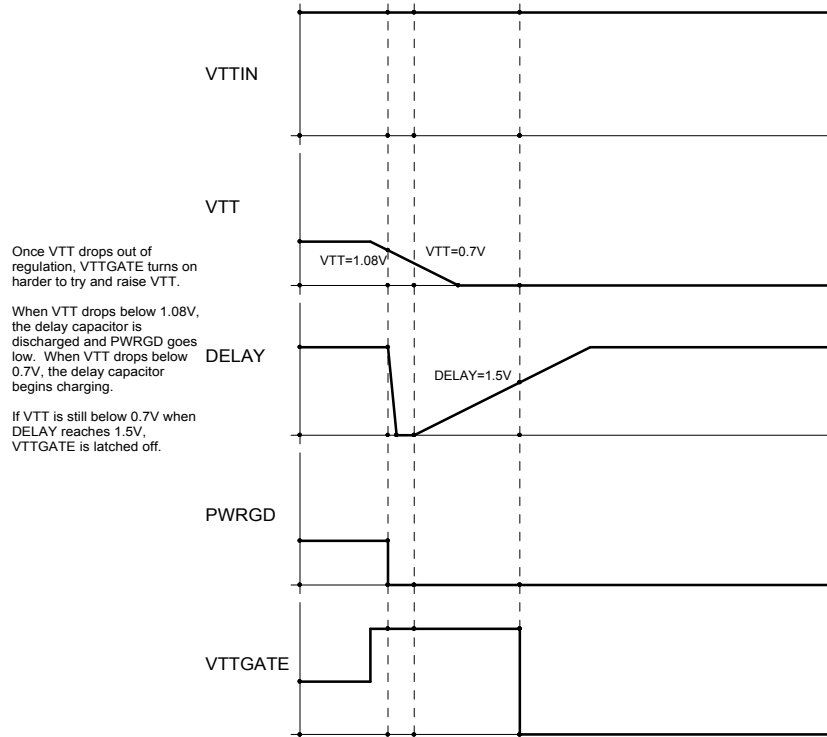 VTTIN
VTT
Once VTT drops out of
regulation, VTTGATE turns on
harder to try and raise VTT.
When VTT drops below 1.08V,
the delay capacitor is
discharged and PWRGD goes
low. When VTT drops below
0.7V, the delay capacitor
begins charging.
If VTT is still below 0.7V when
DELAY reaches 1.5V,
VTTGATE is latched off.
VTT=1.08V
VTT=0.7V
DELAY
DELAY=1.5V
PWRGD
VTTGATE